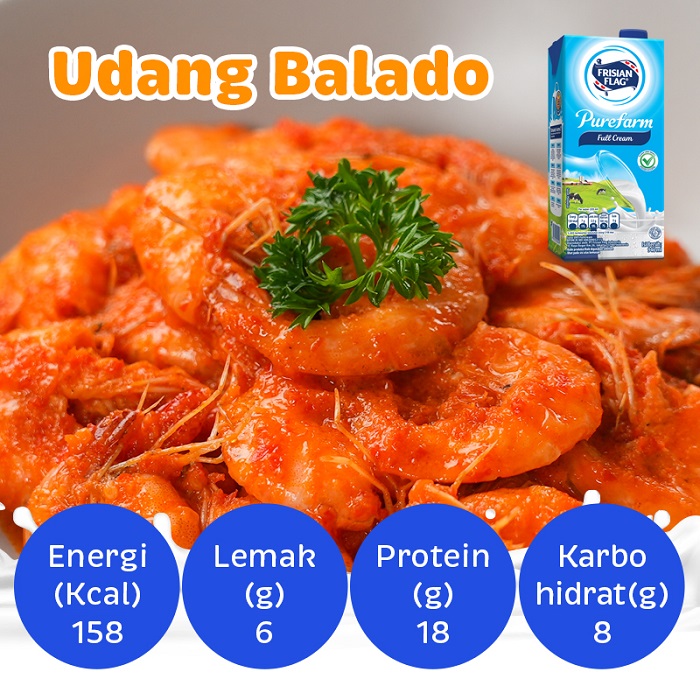 Udang Balado
FRISIAN
FLAG
Purefarm
Full Cream
Energi
(Kcal)
158
Lemak
(g)
6
Protein
(g)
18
Karbo
hidrat(g)
8